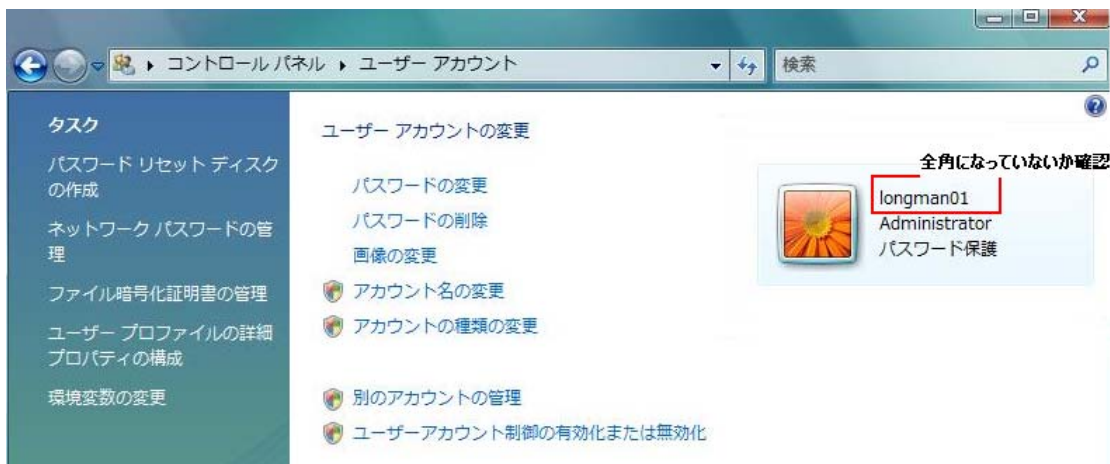 コントロール パネル ▸ ユーザー アカウント
検索
タスク
パスワード リセット ディスク
の作成
ネットワーク パスワードの管
理
ファイル暗号化証明書の管理
ユーザー プロファイルの詳細
プロパティの構成
環境変数の変更
ユーザー アカウントの変更
パスワードの変更
パスワードの削除
画像の変更
アカウント名の変更
アカウントの種類の変更
別のアカウントの管理
ユーザーアカウント制御の有効化または無効化
全角になっていないか確認
longman01
Administrator
パスワード保護